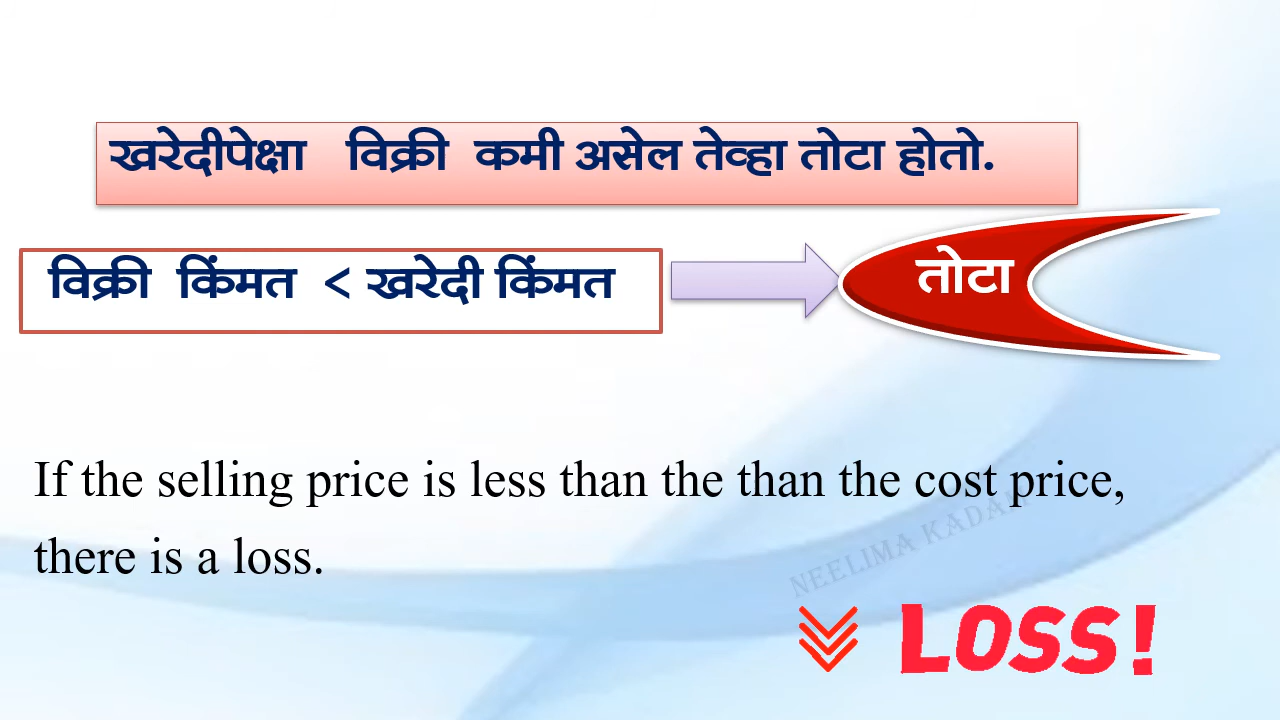 खरेदीपेक्षा विक्री कमी असेल तेव्हा तोटा होतो.
विक्री किंमत < खरेदी किंमत
तोटा
If the selling price is less than the than the cost price,
there is a loss.
NEELIMA KADAM
LOSS!